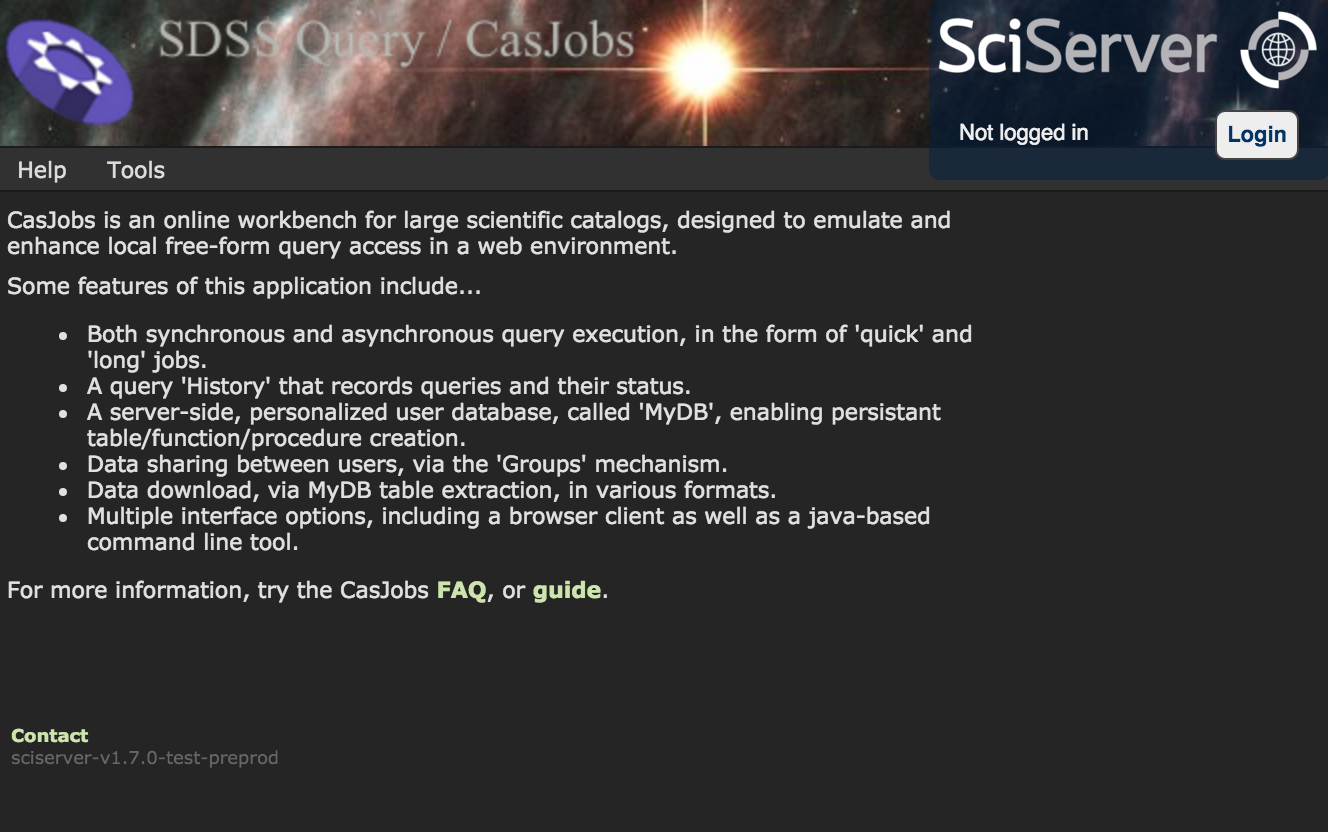 SDSS Query / CasJobs
SciServer
Not logged in
Login
Help
Tools
CasJobs is an online workbench for large scientific catalogs, designed to emulate and
enhance local free-form query access in a web environment.
Some features of this application include...
• Both synchronous and asynchronous query execution, in the form of 'quick' and
'long' jobs.
• A query 'History' that records queries and their status.
• A server-side, personalized user database, called 'MyDB', enabling persistant
table/function/procedure creation.
• Data sharing between users, via the 'Groups' mechanism.
• Data download, via MyDB table extraction, in various formats.
• Multiple interface options, including a browser client as well as a java-based
command line tool.
For more information, try the CasJobs FAQ, or guide.
Contact
sciserver-v1.7.0-test-preprod